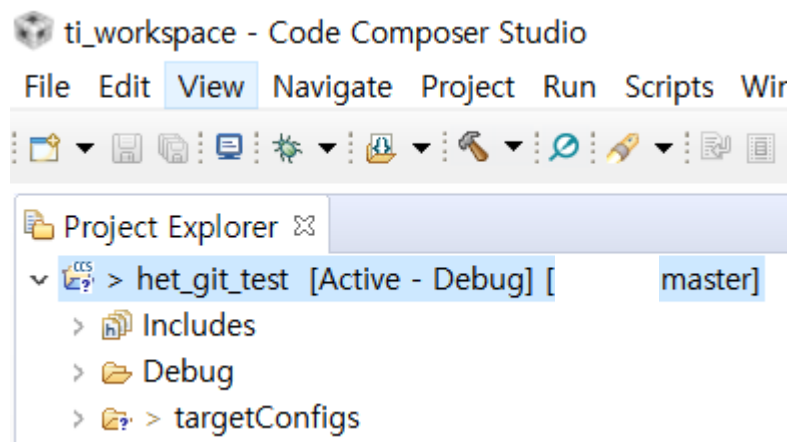 ti_workspace - Code Composer Studio
File Edit View Navigate Project Run Scripts
Project Explorer
> het_git_test [Active - Debug] [ master]
Includes
Debug
> targetConfigs